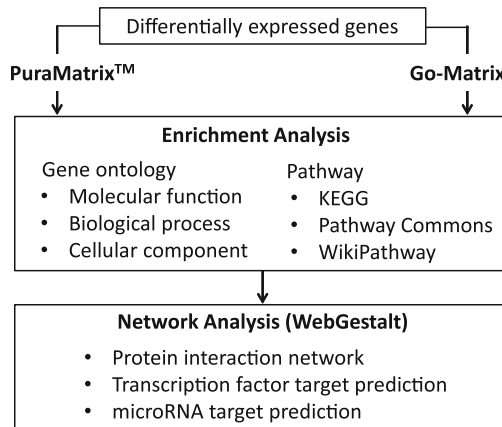 Differentially expressed genes
PuraMatrix™
Go-Matrix
Enrichment Analysis
Gene ontology
• Molecular function
• Biological process
• Cellular component
Pathway
• KEGG
• Pathway Commons
• WikiPathway
Network Analysis (WebGestalt)
• Protein interaction network
• Transcription factor target prediction
• microRNA target prediction